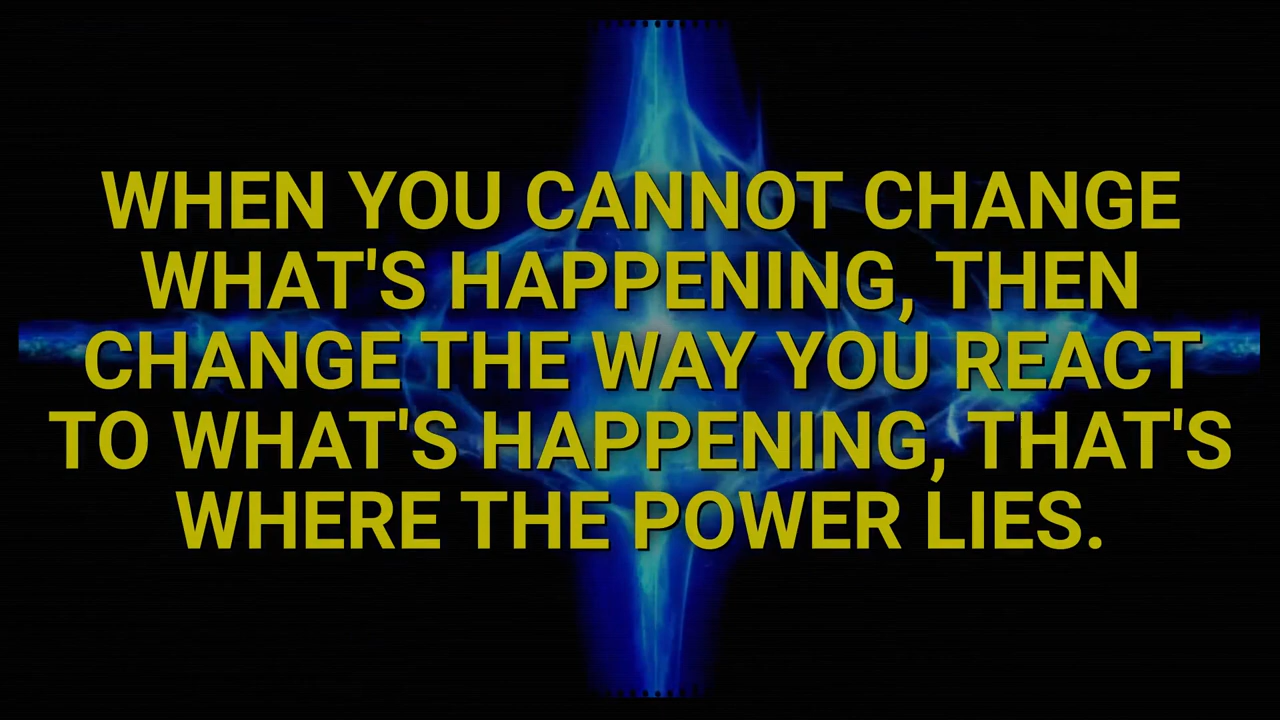 WHEN YOU CANNOT CHANGE
WHAT'S HAPPENING, THEN
CHANGE THE WAY YOU REACT
TO WHAT'S HAPPENING, THAT'S
WHERE THE POWER LIES.